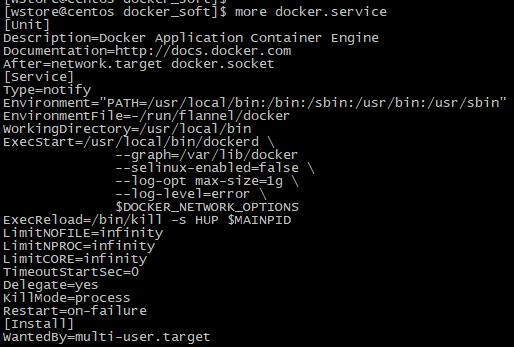 [wstore@centos docker_soft]$
[wstore@centos docker_soft]$ more docker.service
[Unit]
Description=Docker Application Container Engine
Documentation=http://docs.docker.com
After=network.target docker.socket
[Service]
Type=notify
Environment="PATH=/usr/local/bin:/bin:/sbin:/usr/bin:/usr/sbin"
EnvironmentFile=-/run/flannel/docker
WorkingDirectory=/usr/local/bin
ExecStart=/usr/local/bin/dockerd \
--graph=/var/lib/docker
--selinux-enabled=false \
--log-opt max-size=1g \
--log-level=error \
$DOCKER_NETWORK_OPTIONS
ExecReload=/bin/kill -s HUP $MAINPID
LimitNOFILE=infinity
LimitNPROC=infinity
LimitCORE=infinity
TimeoutStartSec=0
Delegate=yes
KillMode=process
Restart=on-failure
[Install]
WantedBy=multi-user.target